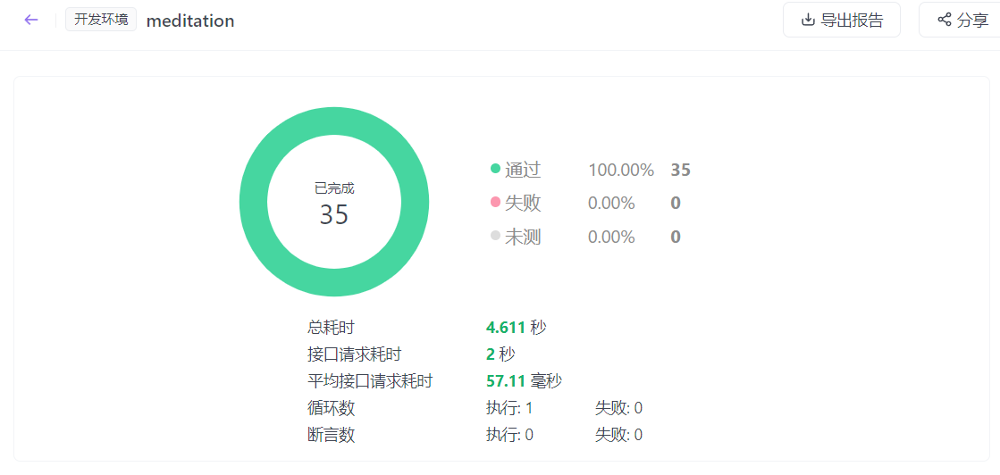 开发环境 meditation 导出报告 分享
已完成
35
通过 100.00% 35
失败 0.00% 0
未测 0.00% 0
总耗时 4.611 秒
接口请求耗时 2 秒
平均接口请求耗时 57.11 毫秒
循环数 执行: 1 失败: 0
断言数 执行: 0 失败: 0